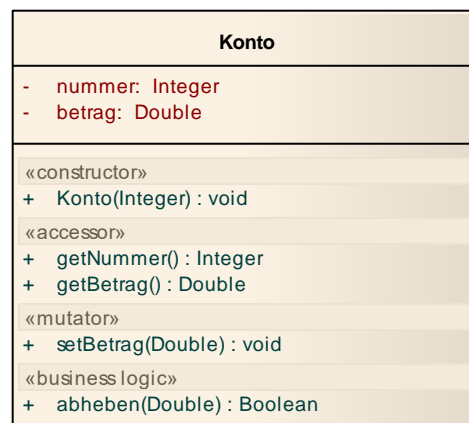 Konto
- nummer: Integer
- betrag: Double
«constructor»
+ Konto(Integer) : void
«accessor»
+ getNummer() : Integer
+ getBetrag() : Double
«mutator»
+ setBetrag(Double) : void
«business logic»
+ abheben(Double) : Boolean